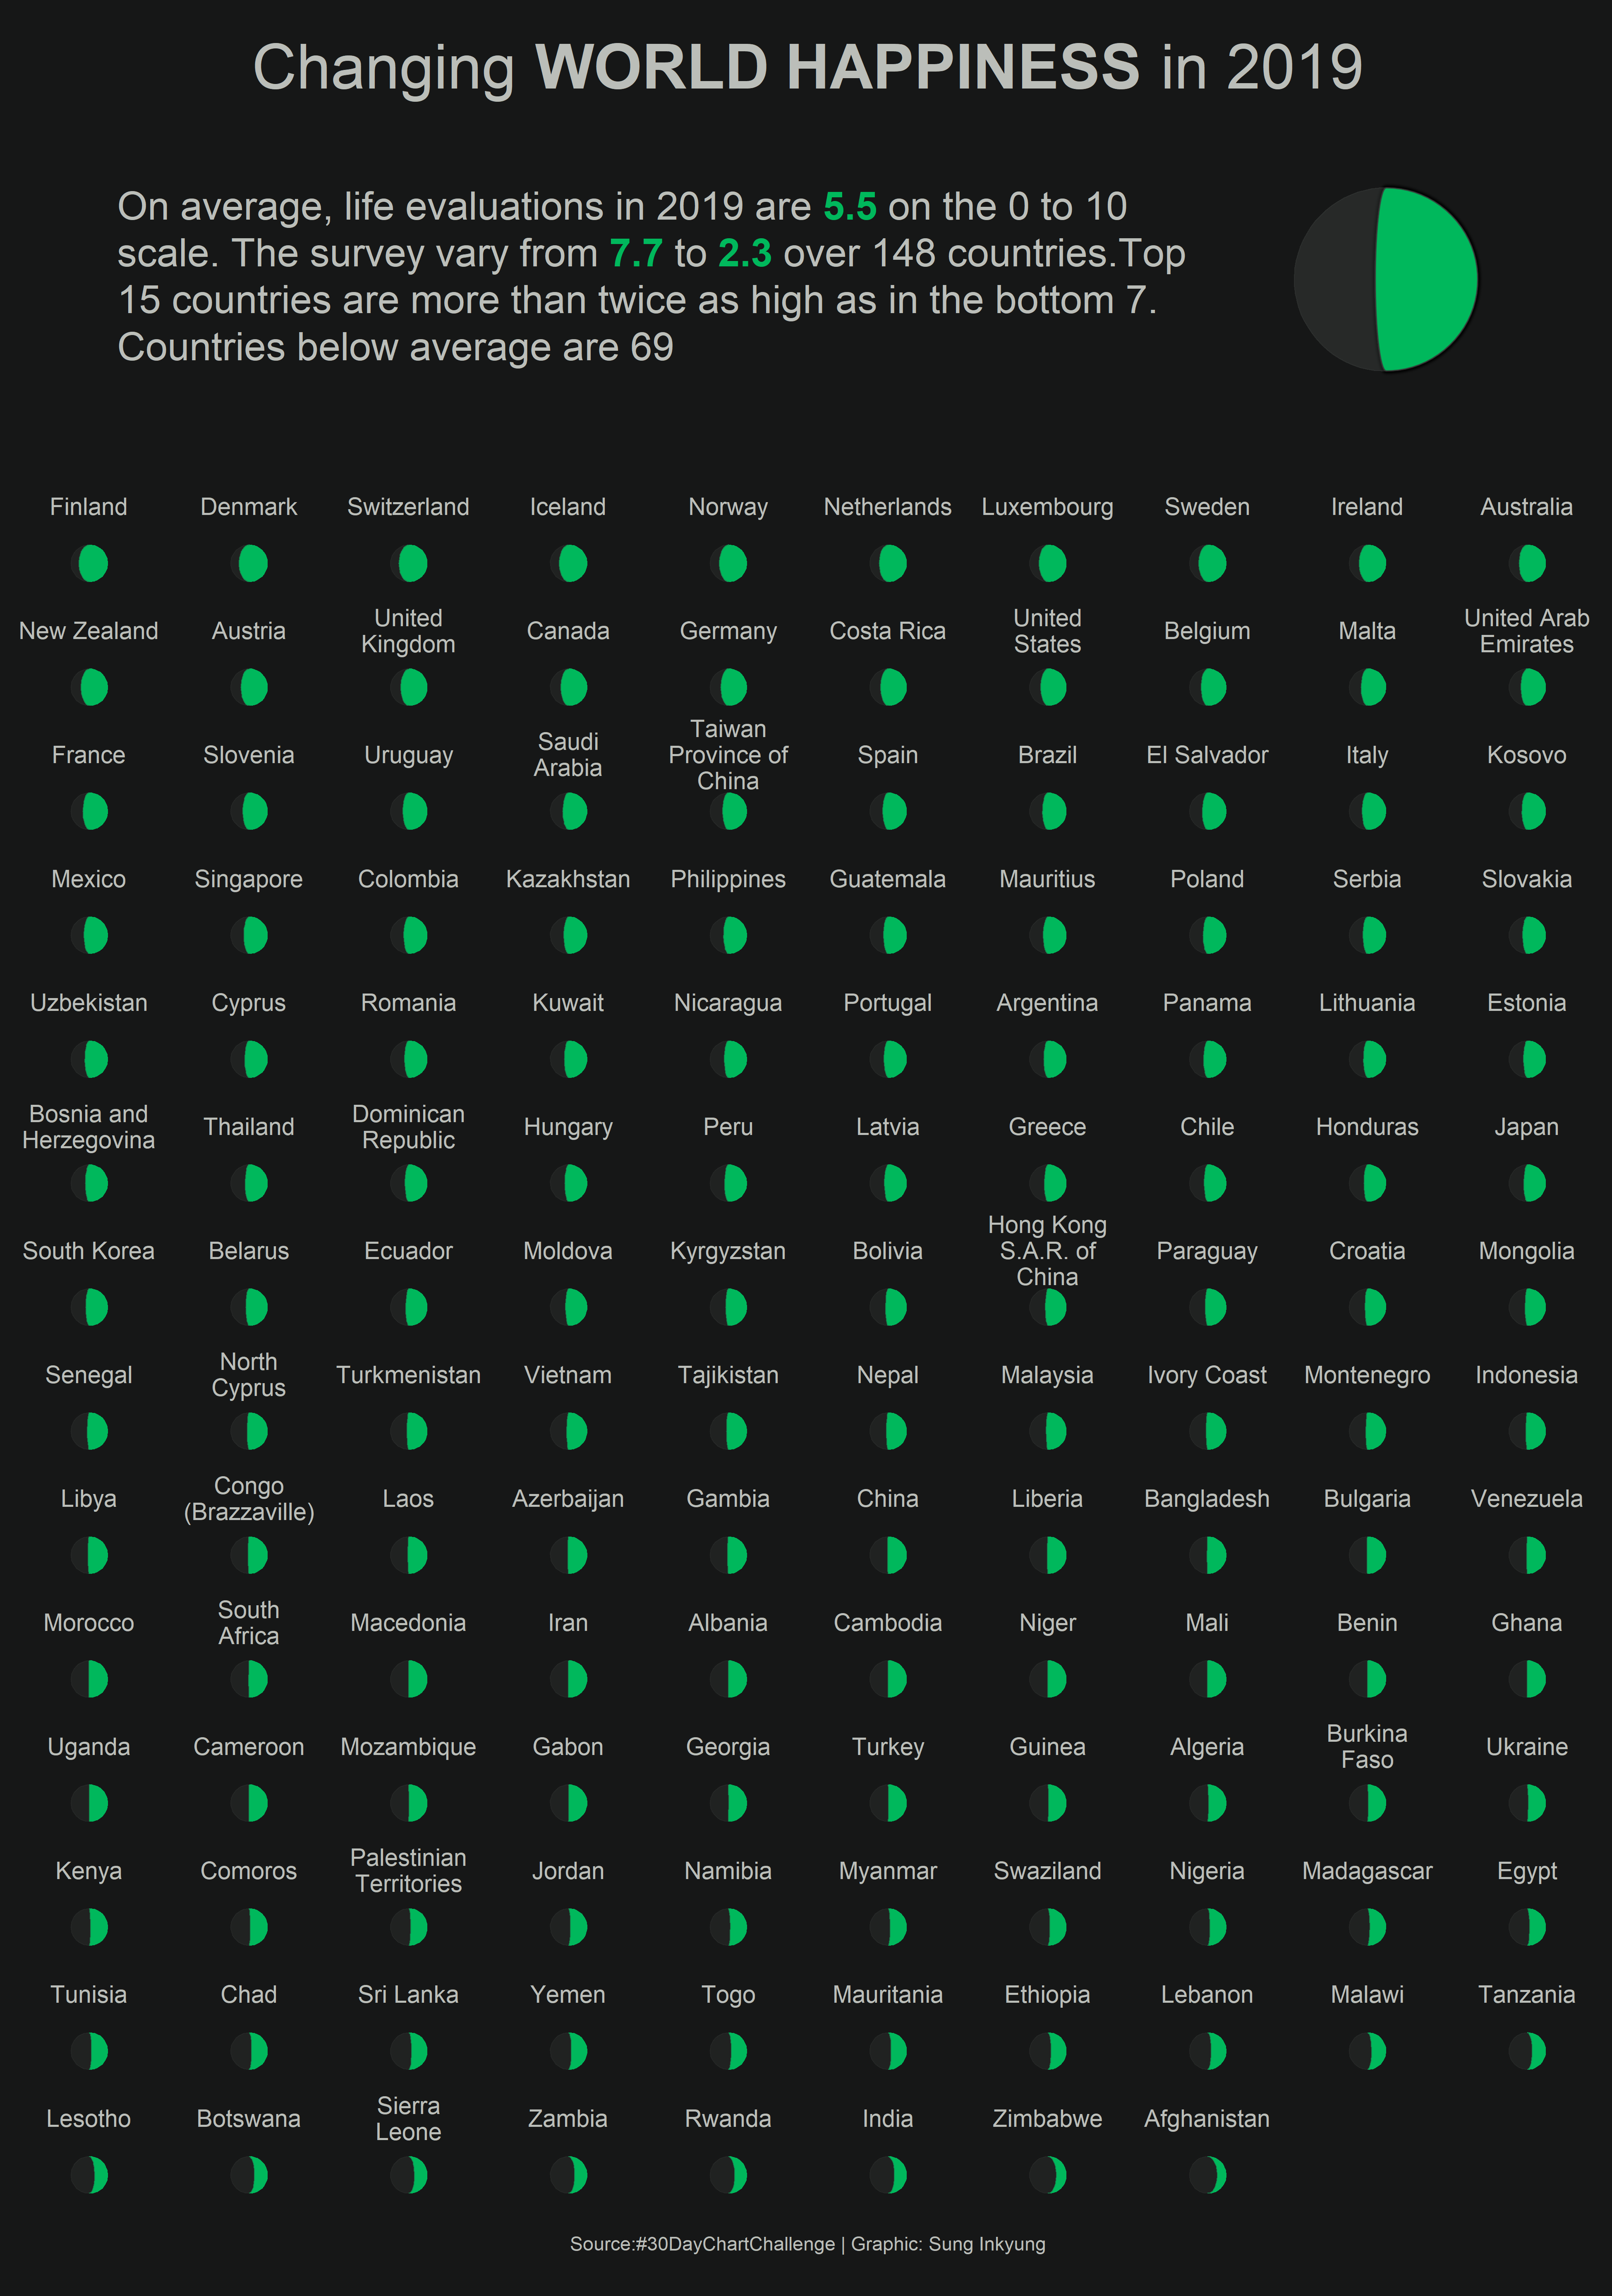 Changing WORLD HAPPINESS in 2019
On average, life evaluations in 2019 are 5.5 on the 0 to 10
scale. The survey vary from 7.7 to 2.3 over 148 countries.Top
15 countries are more than twice as high as in the bottom 7.
Countries below average are 69
Finland Denmark Switzerland Iceland Norway Netherlands Luxembourg Sweden Ireland Australia
New Zealand Austria United Kingdom Canada Germany Costa Rica United States Belgium Malta United Arab Emirates
France Slovenia Uruguay Saudi Arabia Taiwan Province of China Spain Brazil El Salvador Italy Kosovo
Mexico Singapore Colombia Kazakhstan Philippines Guatemala Mauritius Poland Serbia Slovakia
Uzbekistan Cyprus Romania Kuwait Nicaragua Portugal Argentina Panama Lithuania Estonia
Bosnia and Herzegovina Thailand Dominican Republic Hungary Peru Latvia Greece Chile Honduras Japan
South Korea Belarus Ecuador Moldova Kyrgyzstan Bolivia Hong Kong S.A.R. of China Paraguay Croatia Mongolia
Senegal North Cyprus Turkmenistan Vietnam Tajikistan Nepal Malaysia Ivory Coast Montenegro Indonesia
Libya Congo (Brazzaville) Laos Azerbaijan Gambia China Liberia Bangladesh Bulgaria Venezuela
Morocco South Africa Macedonia Iran Albania Cambodia Niger Mali Benin Ghana
Uganda Cameroon Mozambique Gabon Georgia Turkey Guinea Algeria Burkina Faso Ukraine
Kenya Comoros Palestinian Territories Jordan Namibia Myanmar Swaziland Nigeria Madagascar Egypt
Tunisia Chad Sri Lanka Yemen Togo Mauritania Ethiopia Lebanon Malawi Tanzania
Lesotho Botswana Sierra Leone Zambia Rwanda India Zimbabwe Afghanistan
Source:#30DayChartChallenge | Graphic: Sung Inkyung